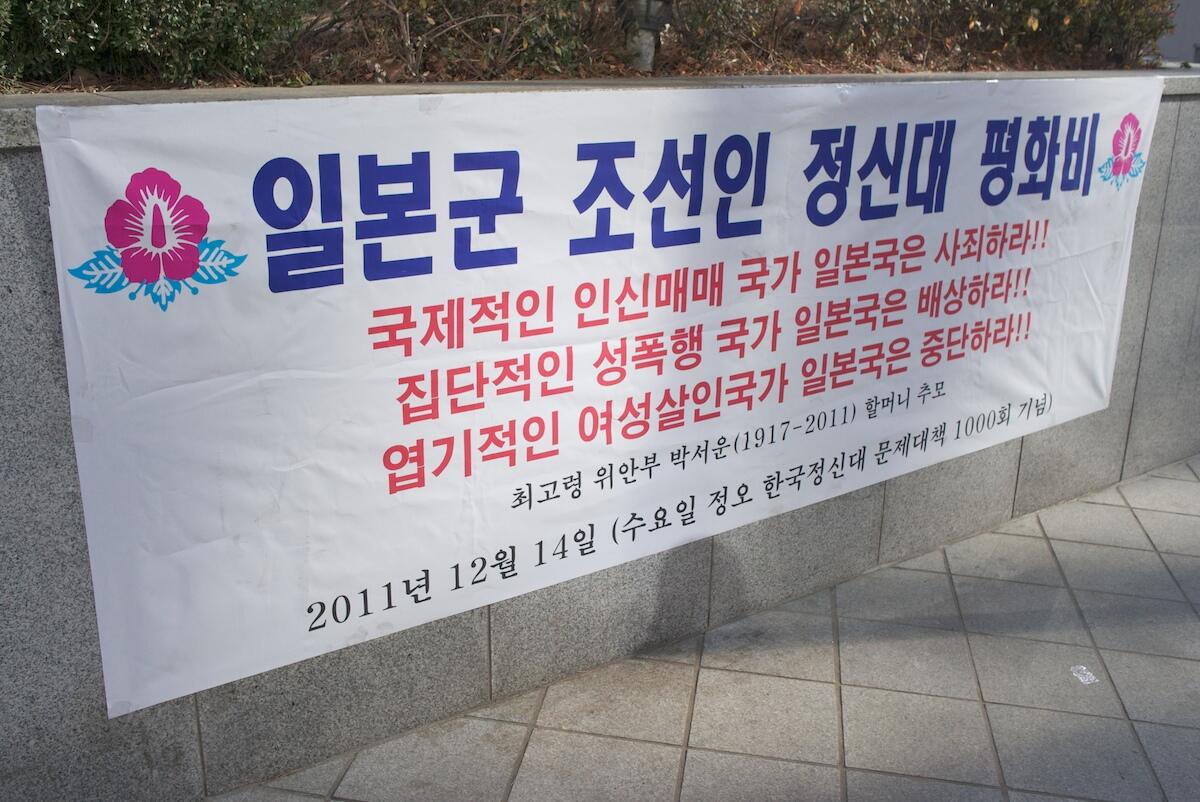 일본군 조선인 정신대 평화비
국제적인 인신매매 국가 일본국은 사죄하라!!
집단적인 성폭행 국가 일본국은 배상하라!!
엽기적인 여성살인국가 일본국은 중단하라!!
최고령 위안부 박서운(1917-2011) 할머니 추모
2011년 12월 14일 (수요일 정오 한국정신대 문제대책 1000회 기념)